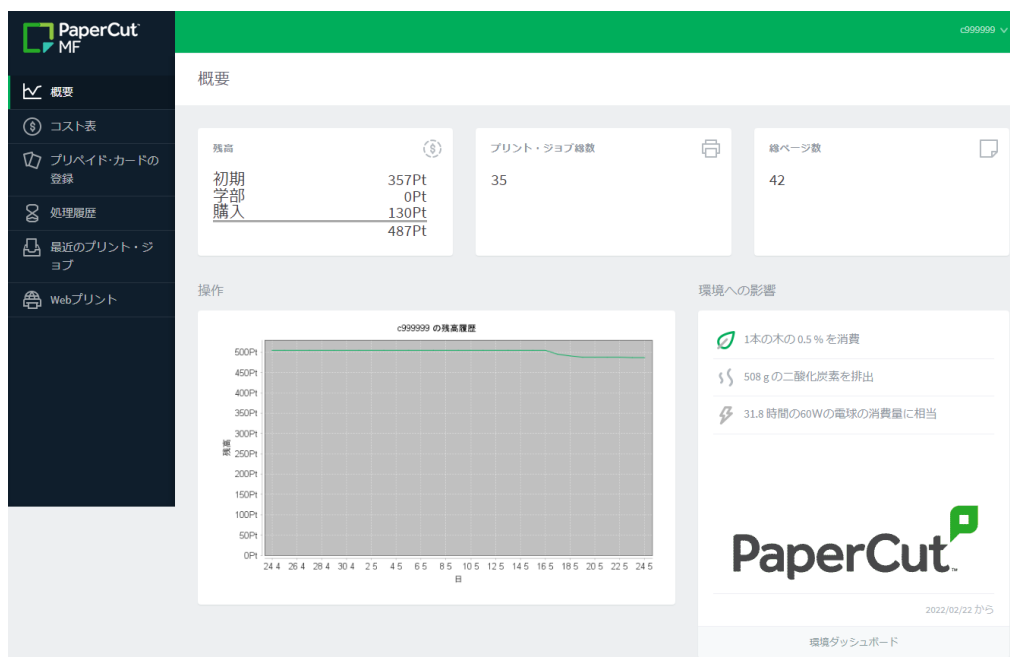 PaperCut
MF
c999999
概要
コスト表
プリペイド･カードの
登録
処理履歴
最近のプリント・ジ
ョブ
Webプリント
概要
残高
初期 357Pt
学部 0Pt
購入 130Pt
487Pt
プリント・ジョブ総数
35
総ページ数
42
操作
c999999 の残高履歴
500Pt
450Pt
400Pt
350Pt
300Pt
250Pt
200Pt
150Pt
100Pt
50Pt
0Pt
残高
24 4 26 4 28 4 30 4 2 5 4 5 6 5 8 5 10 5 12 5 14 5 16 5 18 5 20 5 22 5 24 5
日
環境への影響
1本の木の 0.5 % を消費
508 g の二酸化炭素を排出
31.8 時間の60Wの電球の消費量に相当
PaperCut
2022/02/22 から
環境ダッシュボード